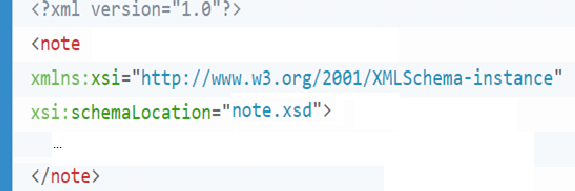 <?xml version="1.0"?>
<note
xmlns:xsi="http://www.w3.org/2001/XMLSchema-instance"
xsi:schemaLocation="note.xsd">
...
</note>